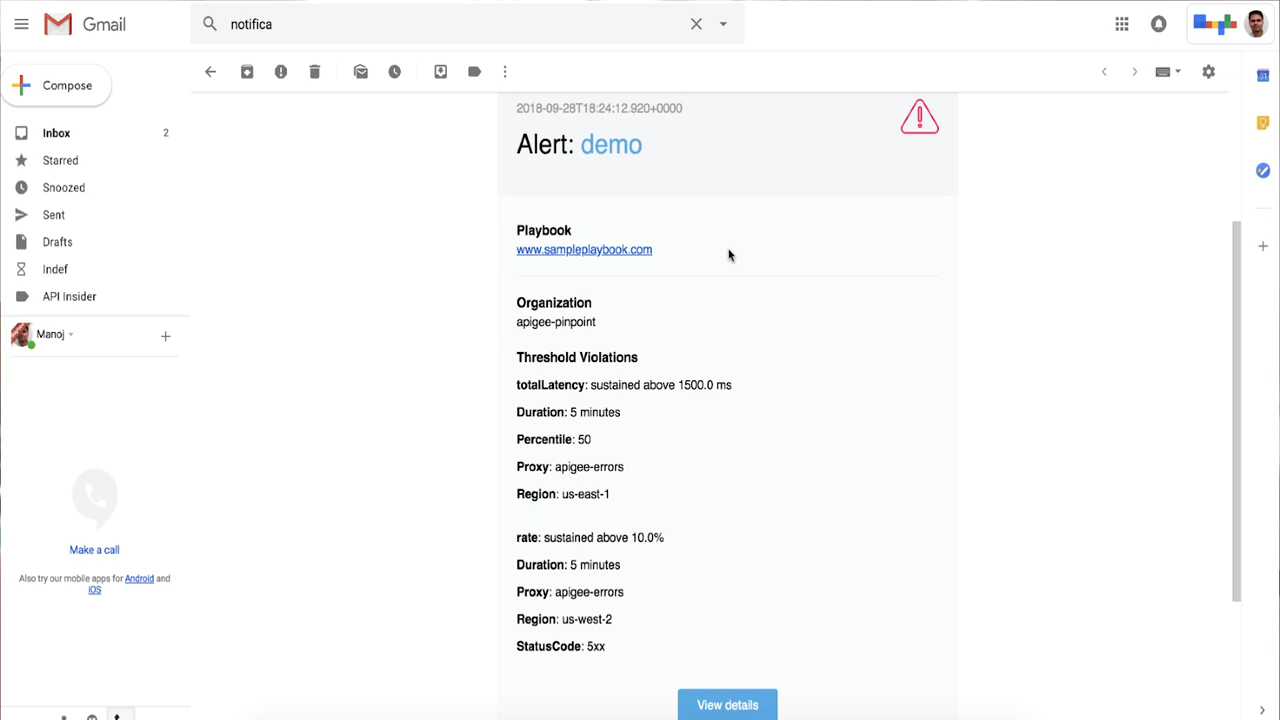 Gmail
notifica
Compose
Inbox 2
Starred
Snoozed
Sent
Drafts
Indef
API Insider
Manoj
Make a call
Also try our mobile apps for Android and
iOS
2018-09-28T18:24:12.920+0000
Alert: demo
Playbook
www.sampleplaybook.com
Organization
apigee-pinpoint
Threshold Violations
totalLatency: sustained above 1500.0 ms
Duration: 5 minutes
Percentile: 50
Proxy: apigee-errors
Region: us-east-1
rate: sustained above 10.0%
Duration: 5 minutes
Proxy: apigee-errors
Region: us-west-2
StatusCode: 5xx
View details
31